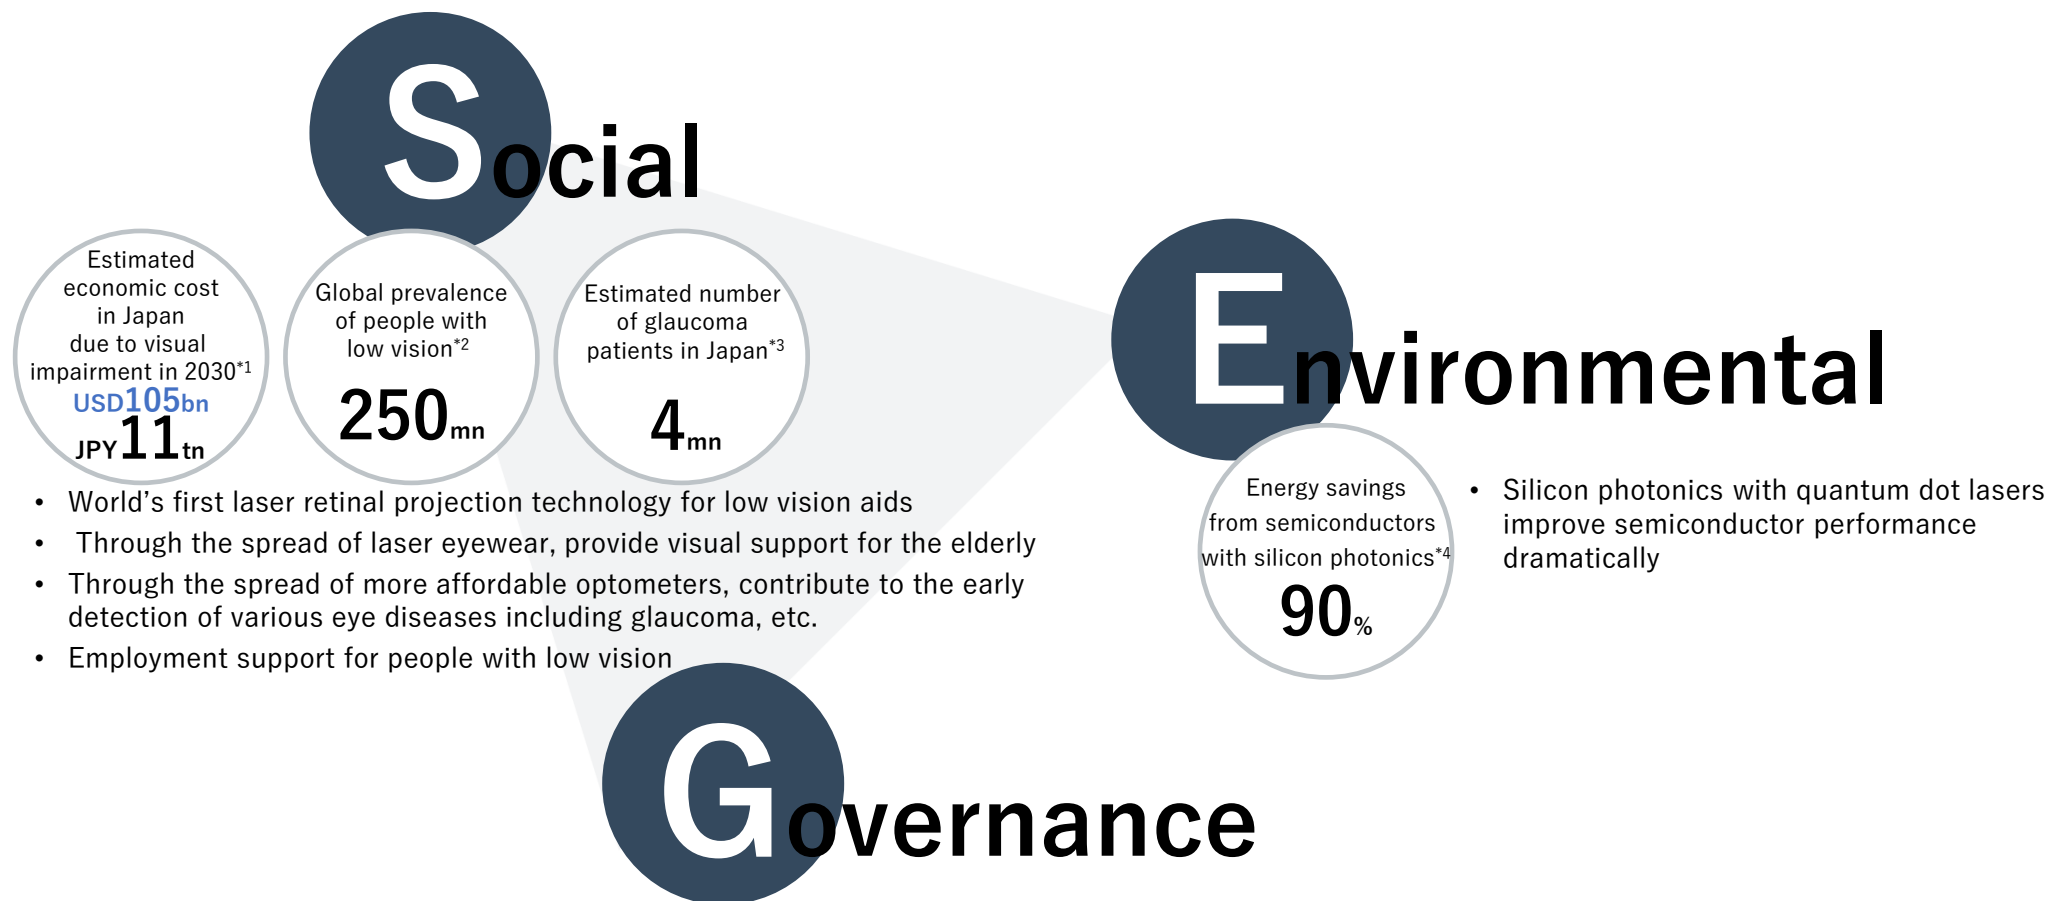 Social
Estimated
economic cost
in Japan
due to visual
impairment in 2030*1
USD105bn
JPY11tn
Global prevalence
of people with
low vision*2
250mn
Estimated number
of glaucoma
patients in Japan*3
4mn
• World’s first laser retinal projection technology for low vision aids
• Through the spread of laser eyewear, provide visual support for the elderly
• Through the spread of more affordable optometers, contribute to the early
detection of various eye diseases including glaucoma, etc.
• Employment support for people with low vision
Environmental
Energy savings
from semiconductors
with silicon photonics*4
90%
• Silicon photonics with quantum dot lasers
improve semiconductor performance
dramatically
Governance